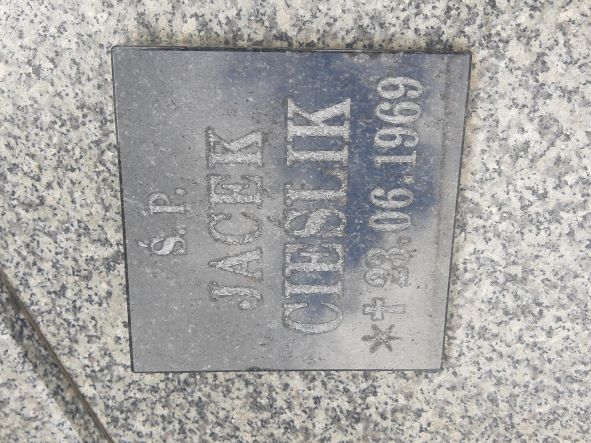 Ś.P.
JACEK
CIEŚLIK
*† 23.06.1969